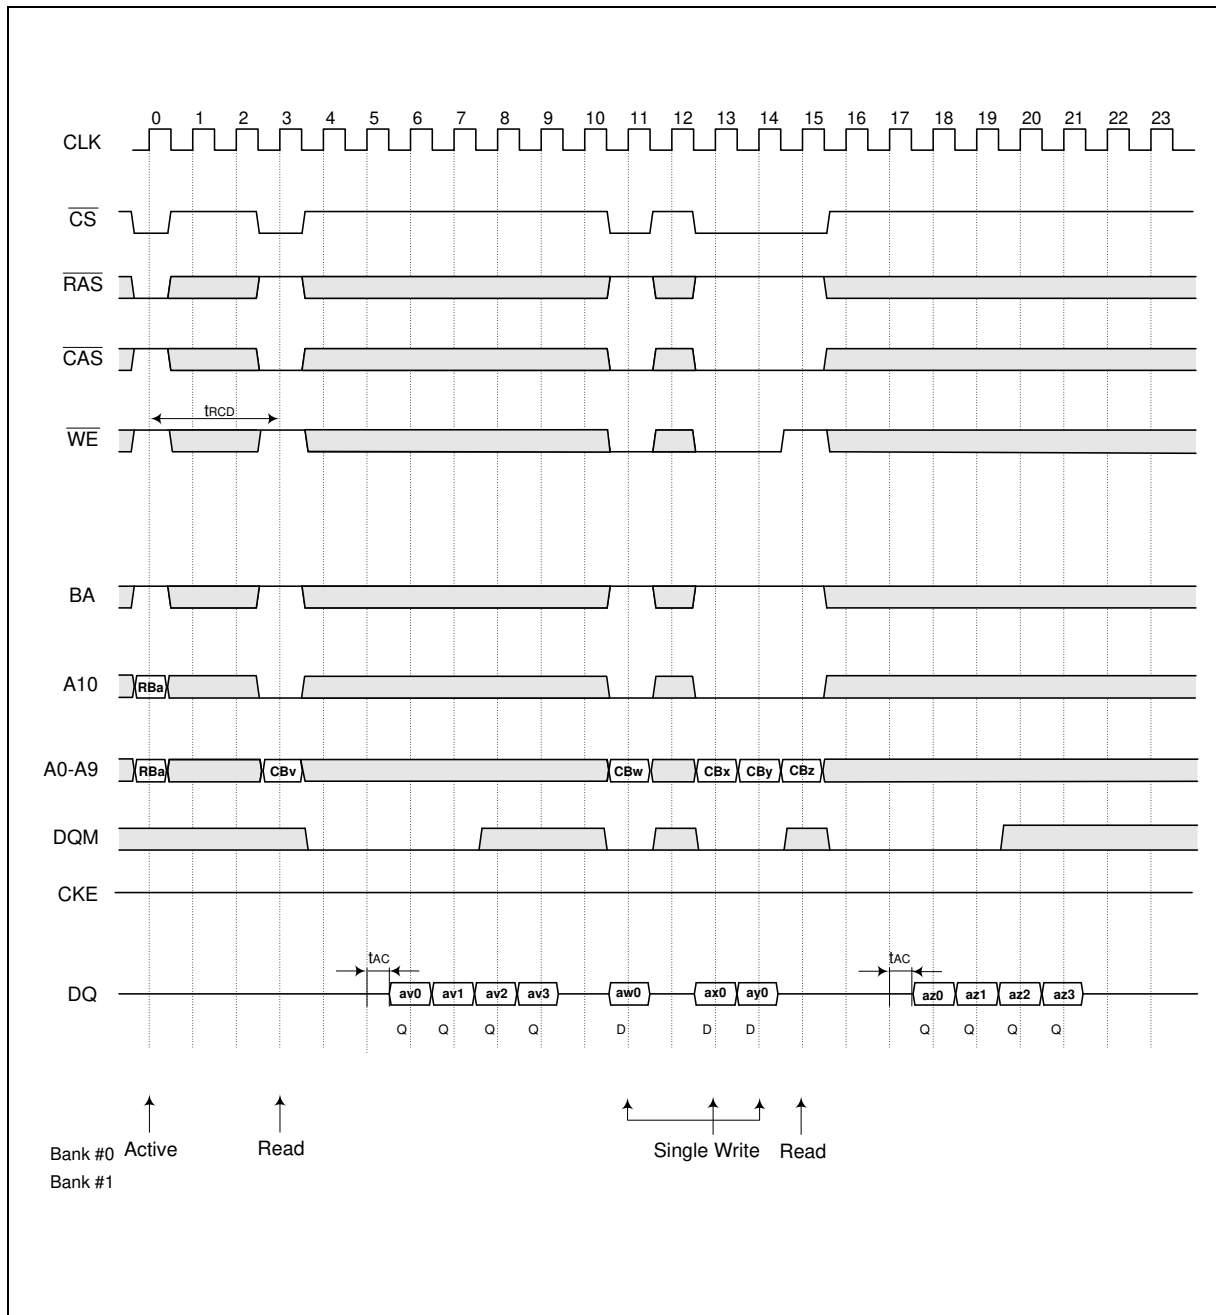 0 1 2 3 4 5 6 7 8 9 10 11 12 13 14 15 16 17 18 19 20 21 22 23
CLK
CS
RAS
CAS
tRCD
WE
BA
A10 RBa
A0-A9 RBa CBv CBw CBx CBy CBz
DQM
CKE
tAC tAC
DQ av0 av1 av2 av3 aw0 ax0 ay0 az0 az1 az2 az3
Q Q Q Q D D D Q Q Q Q
Bank #0 Active Read Single Write Read
Bank #1